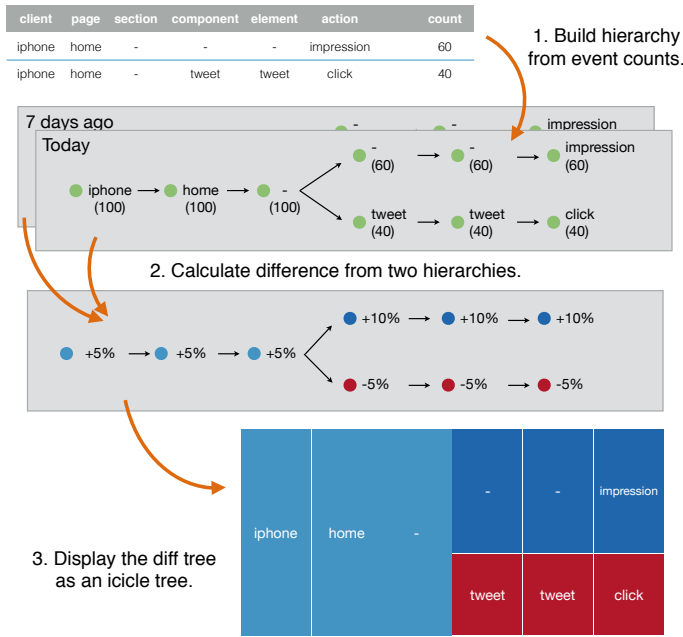 client page section component element action count
iphone home - - - impression 60
iphone home - tweet tweet click 40
1. Build hierarchy
from event counts.
7 days ago
- - impression
Today
- - impression
(60) (60) (60)
iphone home -
(100) (100) (100)
tweet tweet click
(40) (40) (40)
2. Calculate difference from two hierarchies.
+10% +10% +10%
+5% +5% +5%
-5% -5% -5%
- - impression
iphone home -
3. Display the diff tree
as an icicle tree.
tweet tweet click